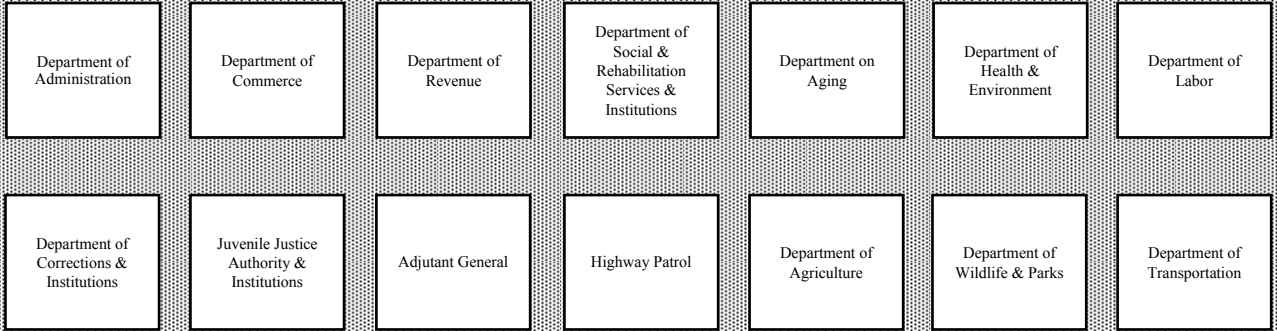 Department of
Administration
Department of
Commerce
Department of
Revenue
Department of
Social &
Rehabilitation
Services &
Institutions
Department on
Aging
Department of
Health &
Environment
Department of
Labor
Department of
Corrections &
Institutions
Juvenile Justice
Authority &
Institutions
Adjutant General
Highway Patrol
Department of
Agriculture
Department of
Wildlife & Parks
Department of
Transportation